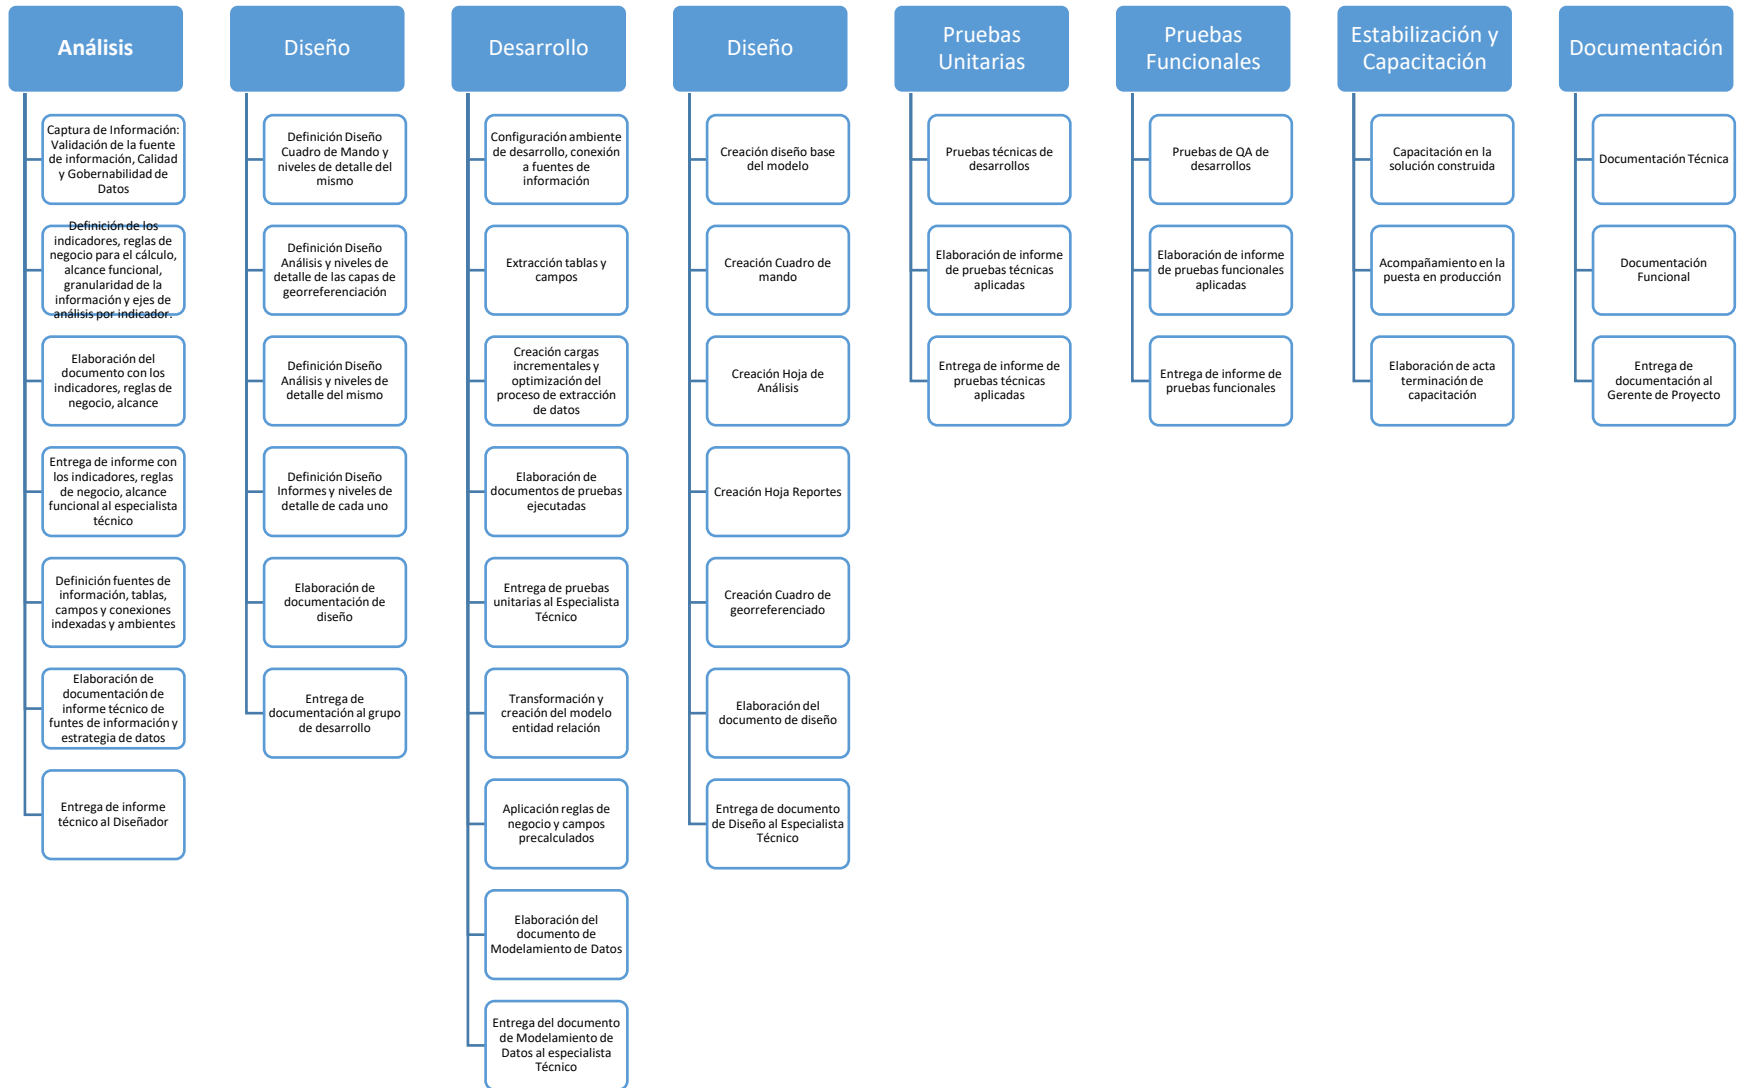 Análisis
Captura de Información:
Validación de la fuente
de información, Calidad
y Gobernabilidad de
Datos
Definición de los
indicadores, reglas de
negocio para el cálculo,
alcance funcional,
granularidad de la
información y ejes de
análisis por indicador.
Elaboración del
documento con los
indicadores, reglas de
negocio, alcance
Entrega de informe con
los indicadores, reglas
de negocio, alcance
funcional al especialista
técnico
Definición fuentes de
información, tablas,
campos y conexiones
indexadas y ambientes
Elaboración de
documentación de
informe técnico de
funtes de información y
estrategia de datos
Entrega de informe
técnico al Diseñador
Diseño
Definición Diseño
Cuadro de Mando y
niveles de detalle del
mismo
Definición Diseño
Análisis y niveles de
detalle de las capas de
georreferenciación
Definición Diseño
Análisis y niveles de
detalle del mismo
Definición Diseño
Informes y niveles de
detalle de cada uno
Elaboración de
documentación de
diseño
Entrega de
documentación al grupo
de desarrollo
Desarrollo
Configuración ambiente
de desarrollo, conexión
a fuentes de
información
Extracción tablas y
campos
Creación cargas
incrementales y
optimización del
proceso de extracción
de datos
Elaboración de
documentos de pruebas
ejecutadas
Entrega de pruebas
unitarias al Especialista
Técnico
Transformación y
creación del modelo
entidad relación
Aplicación reglas de
negocio y campos
precalculados
Elaboración del
documento de
Modelamiento de Datos
Entrega del documento
de Modelamiento de
Datos al especialista
Técnico
Diseño
Creación diseño base
del modelo
Creación Cuadro de
mando
Creación Hoja de
Análisis
Creación Hoja Reportes
Creación Cuadro de
georreferenciado
Elaboración del
documento de diseño
Entrega de documento
de Diseño al Especialista
Técnico
Pruebas
Unitarias
Pruebas técnicas de
desarrollos
Elaboración de informe
de pruebas técnicas
aplicadas
Entrega de informe de
pruebas técnicas
aplicadas
Pruebas
Funcionales
Pruebas de QA de
desarrollos
Elaboración de informe
de pruebas funcionales
aplicadas
Entrega de informe de
pruebas funcionales
Estabilización y
Capacitación
Capacitación en la
solución construida
Acompañamiento en la
puesta en producción
Elaboración de acta
terminación de
capacitación
Documentación
Documentación Técnica
Documentación
Funcional
Entrega de
documentación al
Gerente de Proyecto